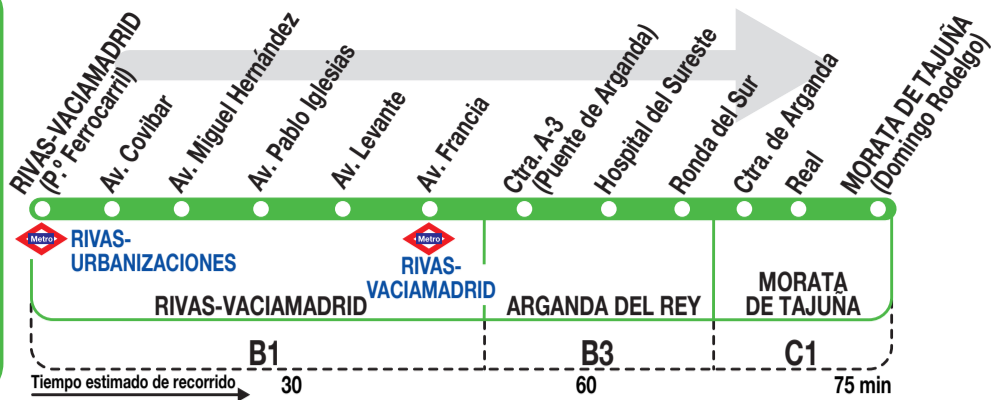 RIVAS-VACIAMADRID
(P.º Ferrocarril)
Av. Covibar
Av. Miguel Hernández
Av. Pablo Iglesias
Av. Levante
Av. Francia
Ctra. A-3
(Puente de Arganda)
Hospital del Sureste
Ronda del Sur
Ctra. de Arganda
Real
MORATA DE TAJUÑA
(Domingo Rodelgo)
Metro
RIVAS-
URBANIZACIONES
Metro
RIVAS-
VACIAMADRID
RIVAS-VACIAMADRID
ARGANDA DEL REY
MORATA
DE TAJUÑA
B1
B3
C1
Tiempo estimado de recorrido
30
60
75 min